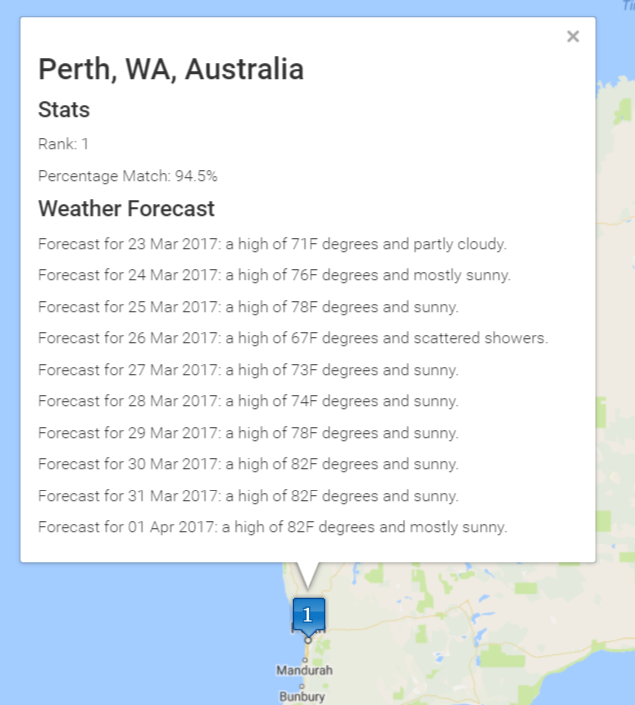 ×
Perth, WA, Australia
Stats
Rank: 1
Percentage Match: 94.5%
Weather Forecast
Forecast for 23 Mar 2017: a high of 71F degrees and partly cloudy.
Forecast for 24 Mar 2017: a high of 76F degrees and mostly sunny.
Forecast for 25 Mar 2017: a high of 78F degrees and sunny.
Forecast for 26 Mar 2017: a high of 67F degrees and scattered showers.
Forecast for 27 Mar 2017: a high of 73F degrees and sunny.
Forecast for 28 Mar 2017: a high of 74F degrees and sunny.
Forecast for 29 Mar 2017: a high of 78F degrees and sunny.
Forecast for 30 Mar 2017: a high of 82F degrees and sunny.
Forecast for 31 Mar 2017: a high of 82F degrees and sunny.
Forecast for 01 Apr 2017: a high of 82F degrees and mostly sunny.
1
Mandurah
Bunbury